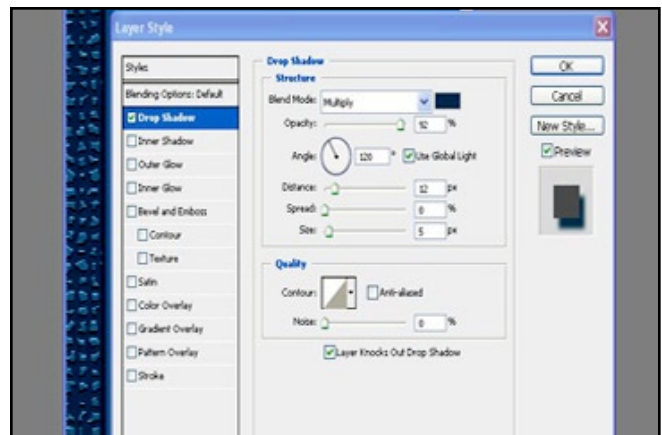 Layer Style
Styles
Blending Options: Default
Drop Shadow
Inner Shadow
Outer Glow
Inner Glow
Bevel and Emboss
Contour
Texture
Satin
Color Overlay
Gradient Overlay
Pattern Overlay
Stroke
Drop Shadow
Structure
Blend Mode: Multiply
Opacity: 92 %
Angle: 120 ° Use Global Light
Distance: 12 px
Spread: 0 %
Size: 5 px
Quality
Contour: Anti-aliased
Noise: 0 %
Layer Knocks Out Drop Shadow
OK
Cancel
New Style...
Preview